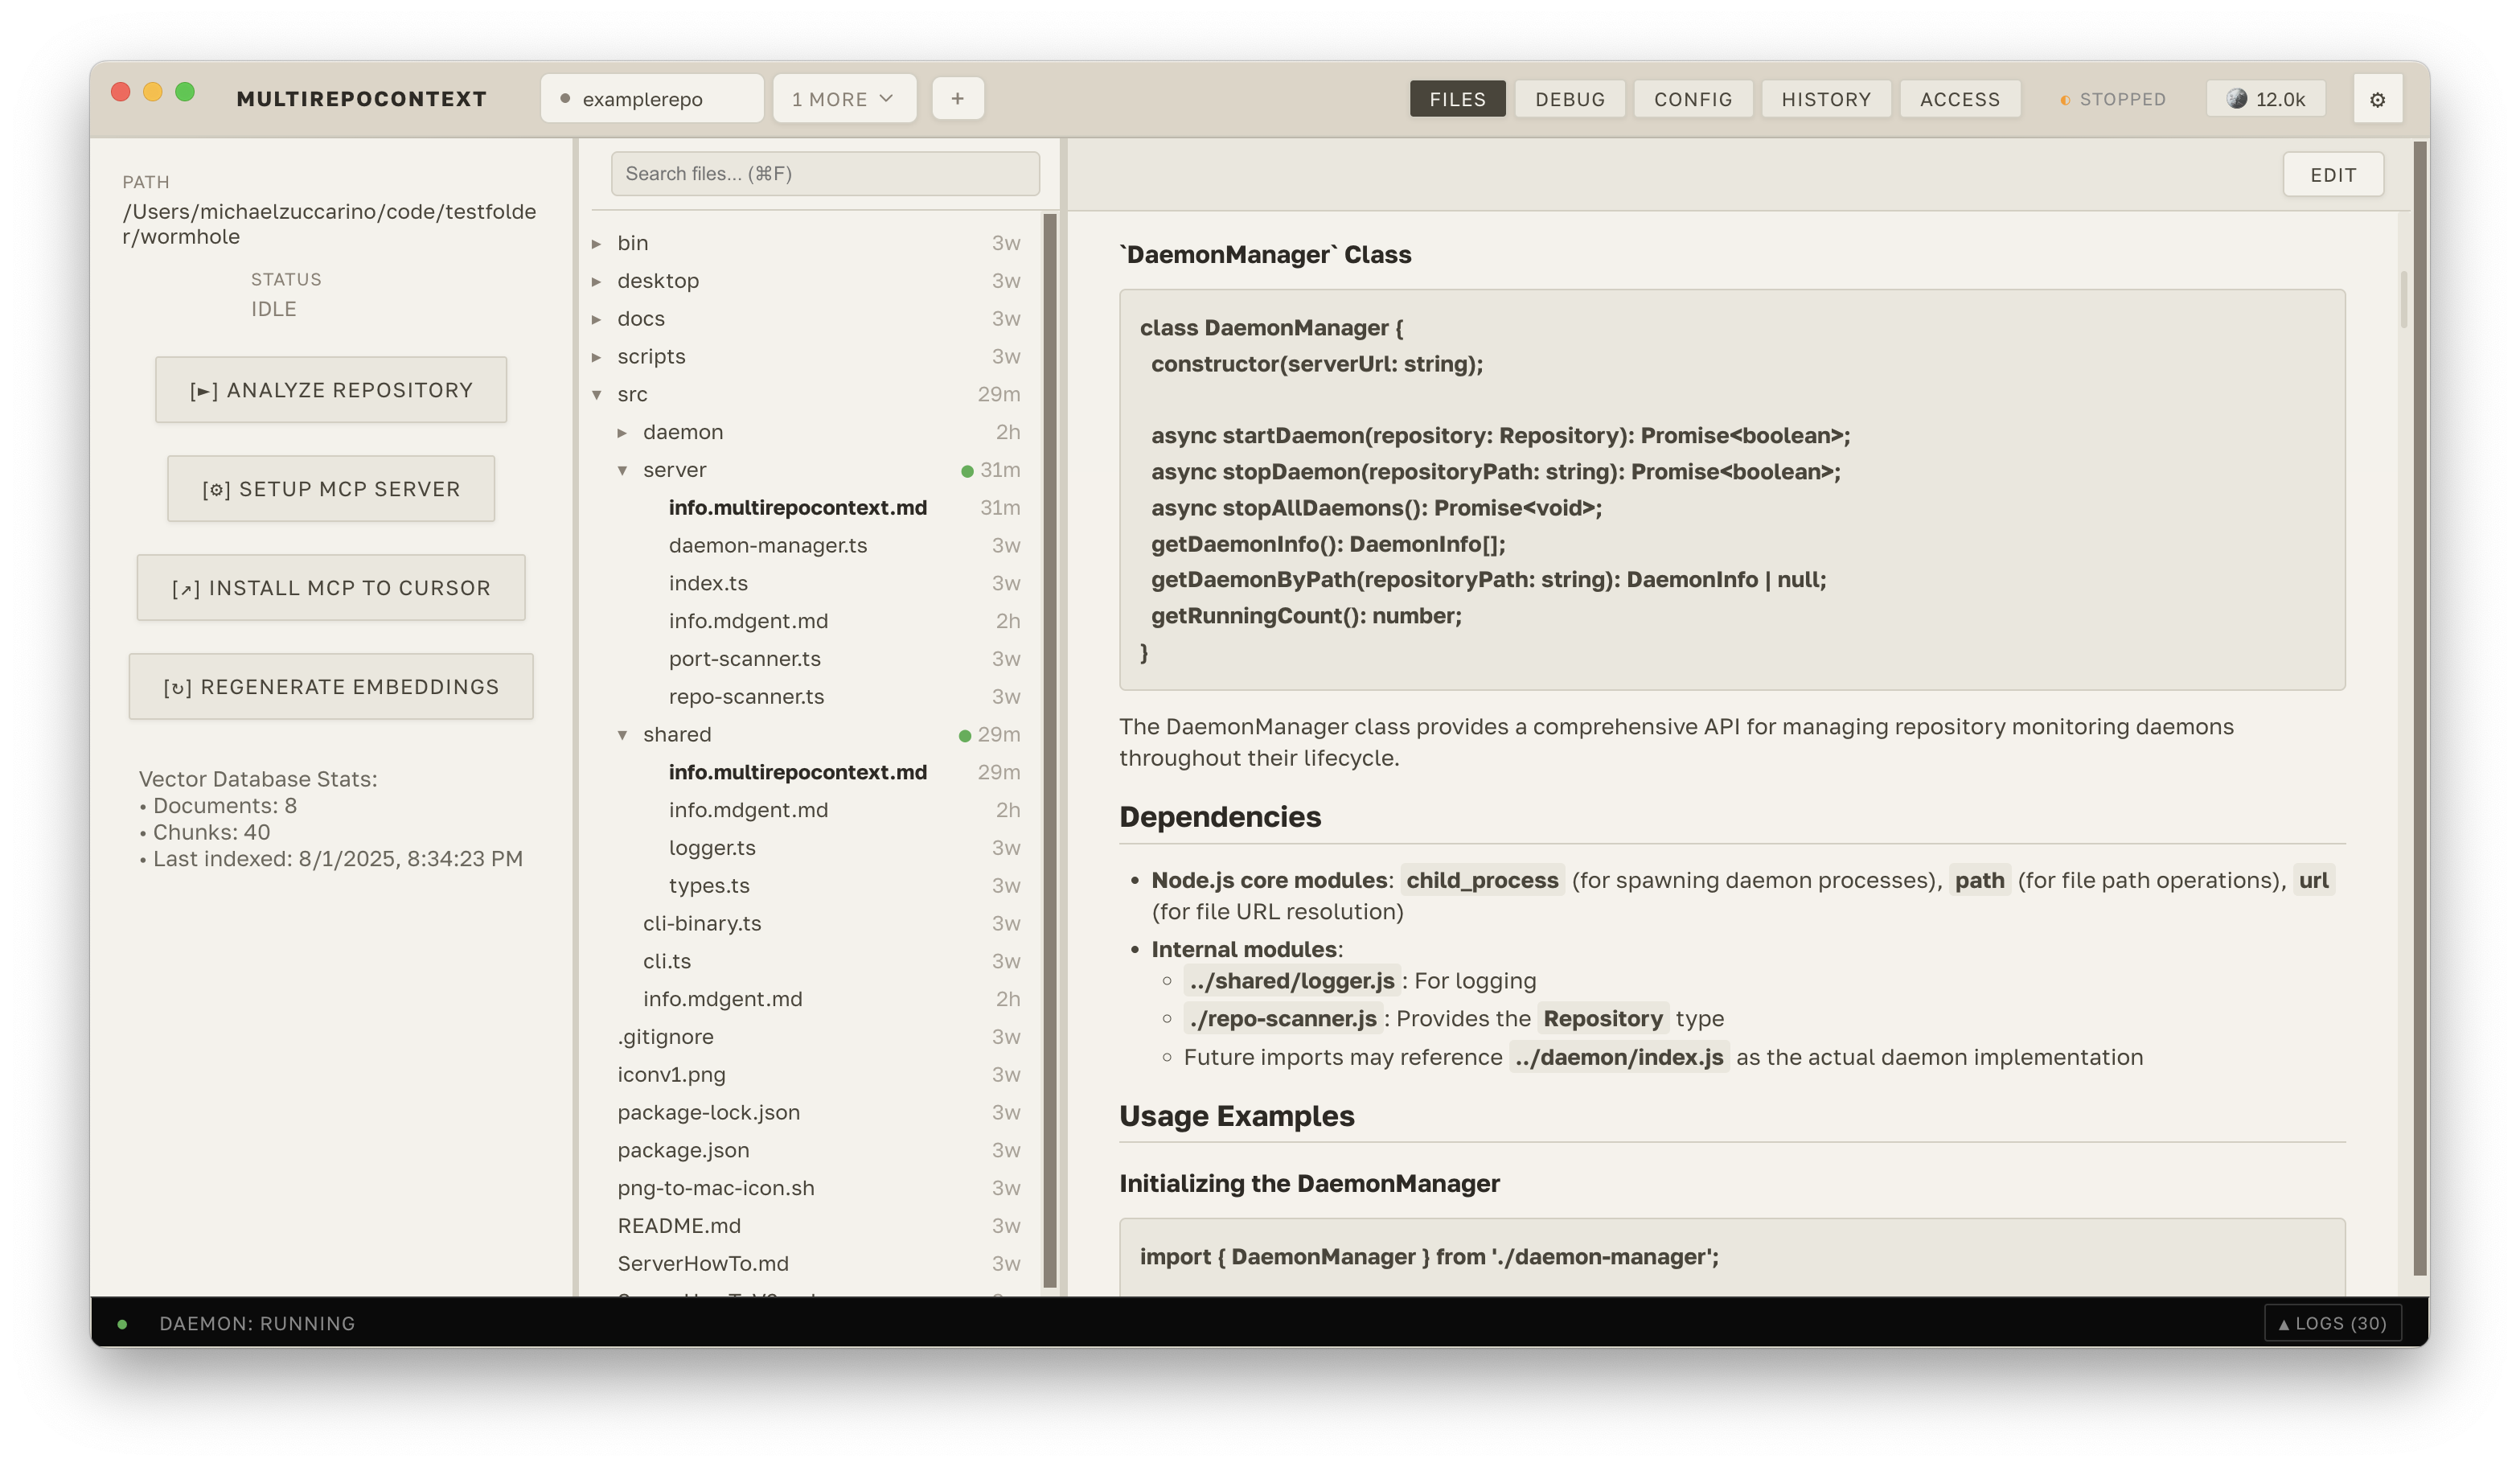 MULTIREPOCONTEXT
examplerepo
1 MORE
+
FILES
DEBUG
CONFIG
HISTORY
ACCESS
STOPPED
12.0k
PATH
/Users/michaelzuccarino/code/testfolde
r/wormhole
STATUS
IDLE
[►] ANALYZE REPOSITORY
[⚙] SETUP MCP SERVER
[↗] INSTALL MCP TO CURSOR
[↻] REGENERATE EMBEDDINGS
Vector Database Stats:
• Documents: 8
• Chunks: 40
• Last indexed: 8/1/2025, 8:34:23 PM
Search files... (⌘F)
bin 3w
desktop 3w
docs 3w
scripts 3w
src 29m
daemon 2h
server 31m
info.multirepocontext.md 31m
daemon-manager.ts 3w
index.ts 3w
info.mdgent.md 2h
port-scanner.ts 3w
repo-scanner.ts 3w
shared 29m
info.multirepocontext.md 29m
info.mdgent.md 2h
logger.ts 3w
types.ts 3w
cli-binary.ts 3w
cli.ts 3w
info.mdgent.md 2h
.gitignore 3w
iconv1.png 3w
package-lock.json 3w
package.json 3w
png-to-mac-icon.sh 3w
README.md 3w
ServerHowTo.md 3w
EDIT
`DaemonManager` Class
class DaemonManager {
constructor(serverUrl: string);
async startDaemon(repository: Repository): Promise<boolean>;
async stopDaemon(repositoryPath: string): Promise<boolean>;
async stopAllDaemons(): Promise<void>;
getDaemonInfo(): DaemonInfo[];
getDaemonByPath(repositoryPath: string): DaemonInfo | null;
getRunningCount(): number;
}
The DaemonManager class provides a comprehensive API for managing repository monitoring daemons
throughout their lifecycle.
Dependencies
• Node.js core modules: child_process (for spawning daemon processes), path (for file path operations), url
(for file URL resolution)
• Internal modules:
◦ ../shared/logger.js : For logging
◦ ./repo-scanner.js : Provides the Repository type
◦ Future imports may reference ../daemon/index.js as the actual daemon implementation
Usage Examples
Initializing the DaemonManager
import { DaemonManager } from './daemon-manager';
DAEMON: RUNNING
▲ LOGS (30)